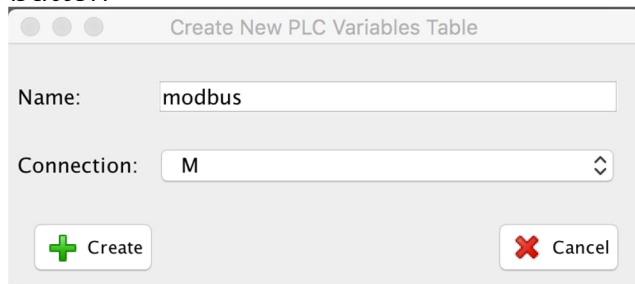 Create New PLC Variables Table
Name: modbus
Connection: M
Create Cancel